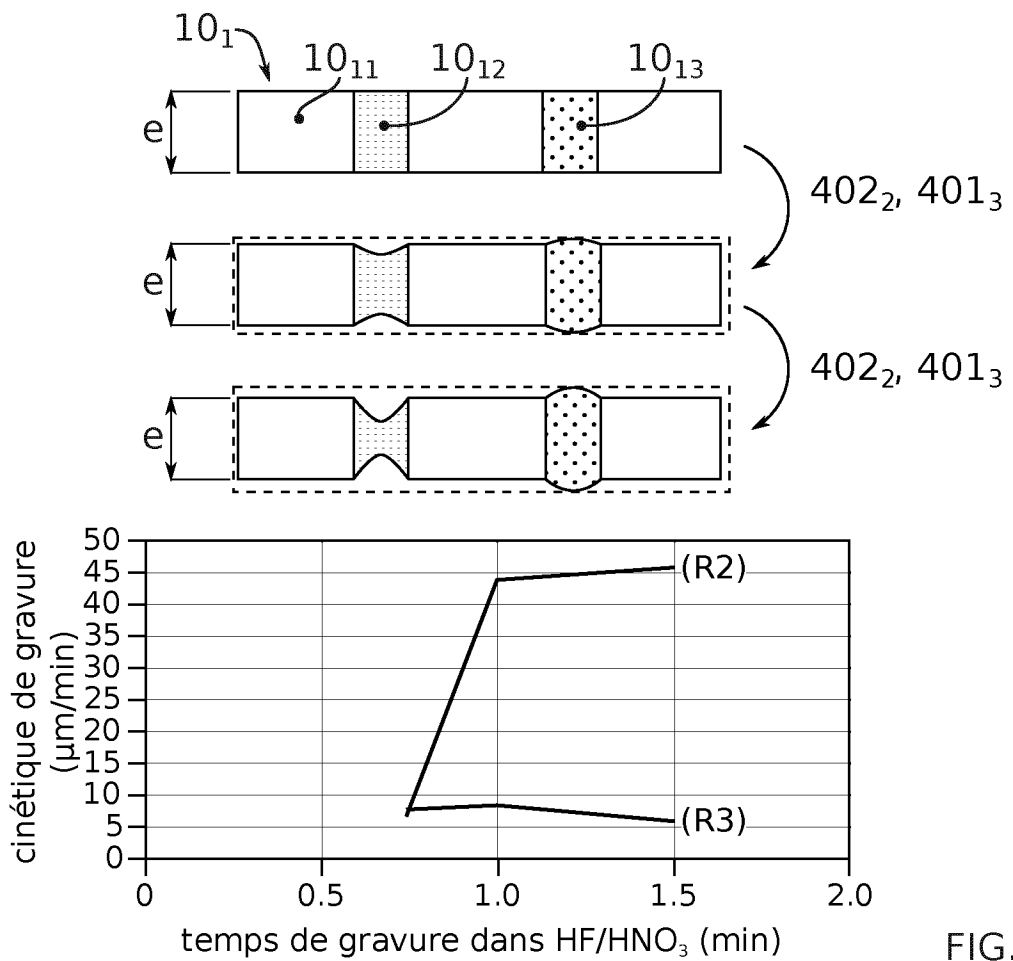 10₁
10₁₁ 10₁₂ 10₁₃
e
402₂, 401₃
e
402₂, 401₃
e
cinétique de gravure
(µm/min)
50
45
40
35
30
25
20
15
10
5
0
(R2)
(R3)
0 0.5 1.0 1.5 2.0
temps de gravure dans HF/HNO₃ (min)
FIG.